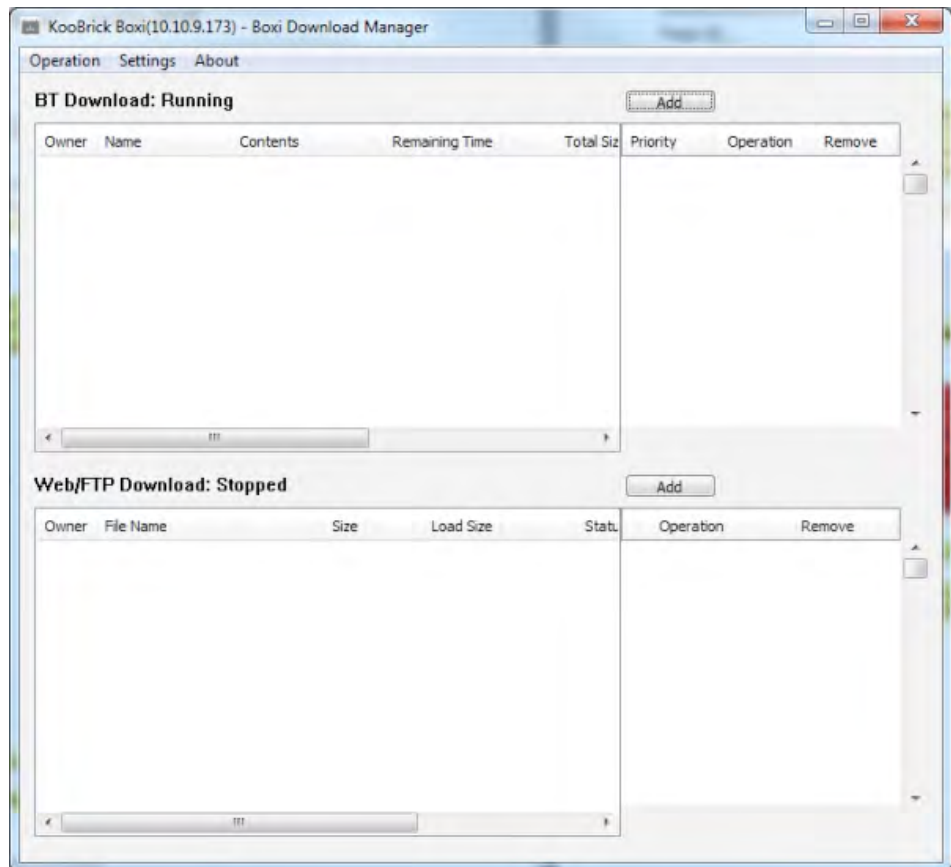 KooBrick Boxi(10.10.9.173) - Boxi Download Manager
Operation Settings About
BT Download: Running Add
Owner Name Contents Remaining Time Total Siz Priority Operation Remove
Web/FTP Download: Stopped Add
Owner File Name Size Load Size Statu Operation Remove